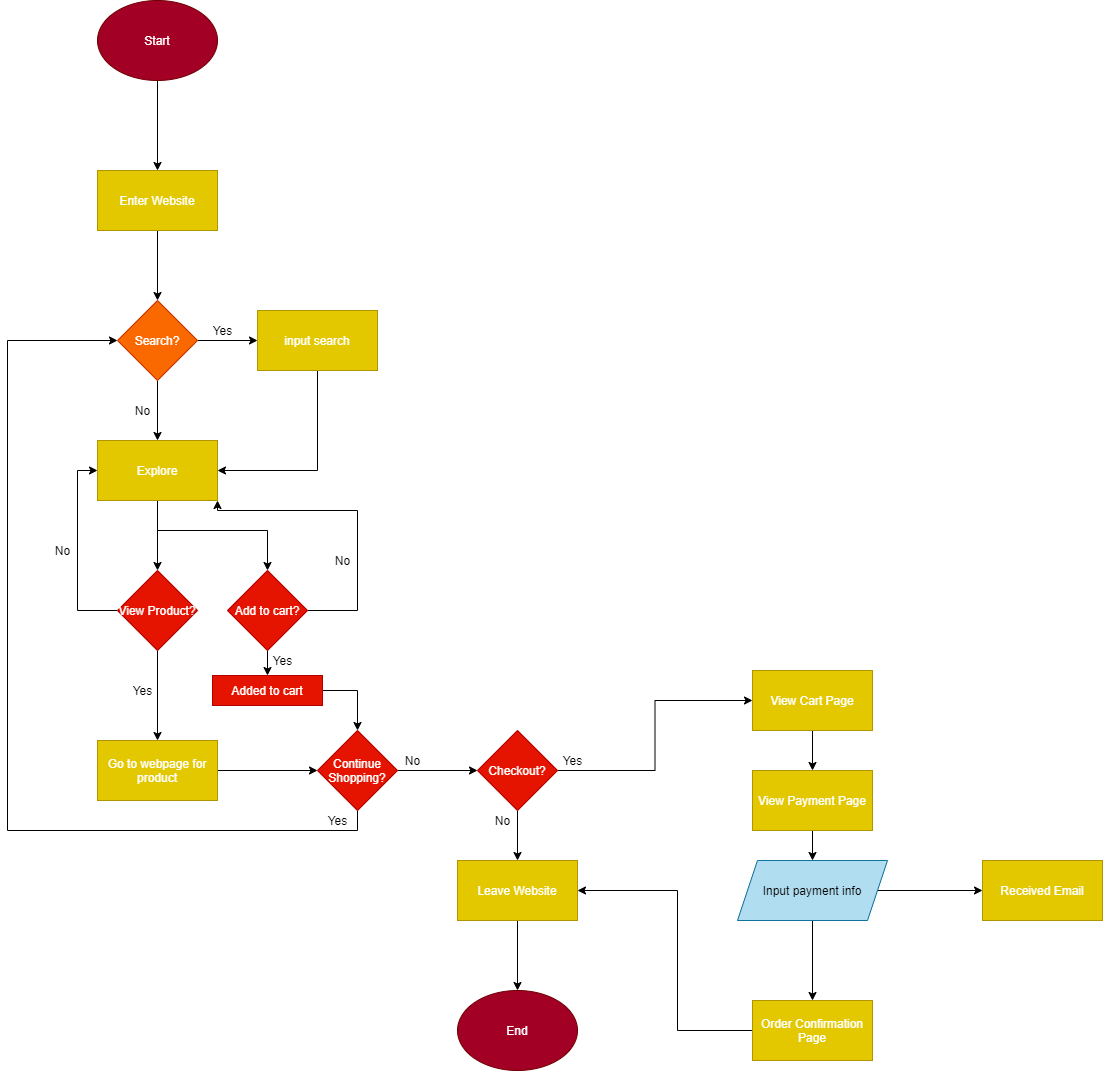 Start
Enter Website
Search?
Yes
input search
No
Explore
No
No
View Product?
Add to cart?
Yes
Yes
Added to cart
View Cart Page
Go to webpage for
product
Continue
Shopping?
No
Checkout?
Yes
View Payment Page
Yes
No
Leave Website
Input payment info
Received Email
End
Order Confirmation
Page